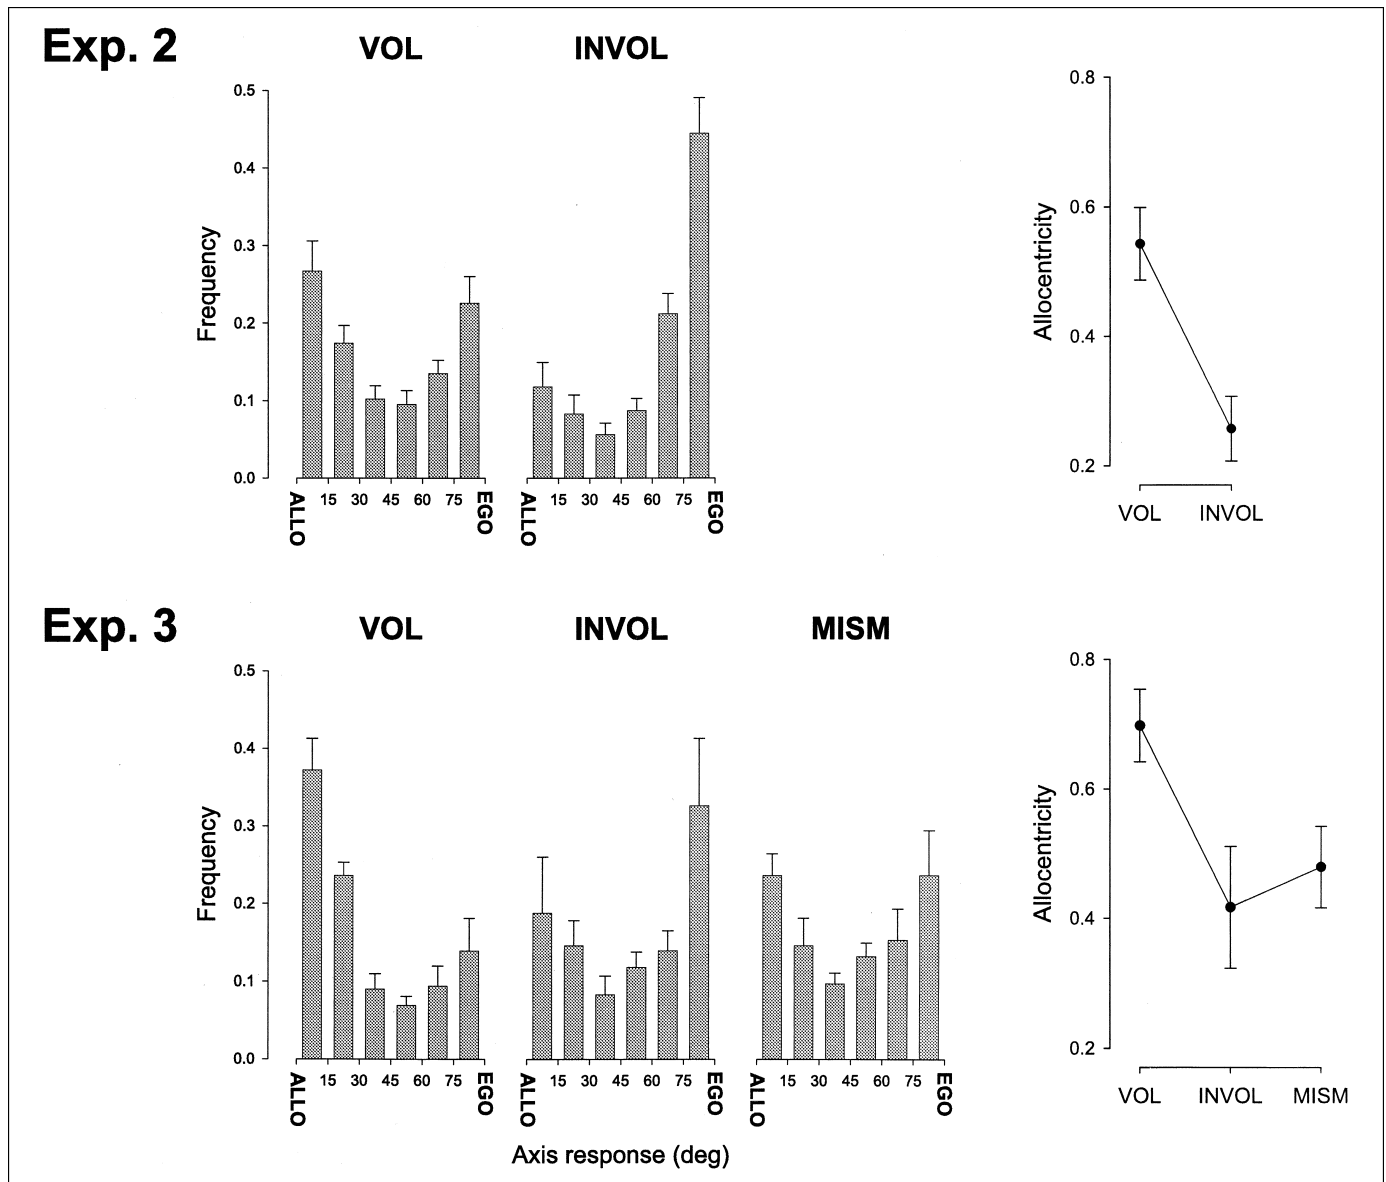 Exp. 2
VOL INVOL
0.5
0.4
0.3
0.2
0.1
0.0
Frequency
ALLO 15 30 45 60 75 EGO
ALLO 15 30 45 60 75 EGO
0.8
0.6
0.4
0.2
Allocentricity
VOL INVOL
Exp. 3
VOL INVOL MISM
0.5
0.4
0.3
0.2
0.1
0.0
Frequency
ALLO 15 30 45 60 75 EGO
ALLO 15 30 45 60 75 EGO
ALLO 15 30 45 60 75 EGO
Axis response (deg)
0.8
0.6
0.4
0.2
Allocentricity
VOL INVOL MISM